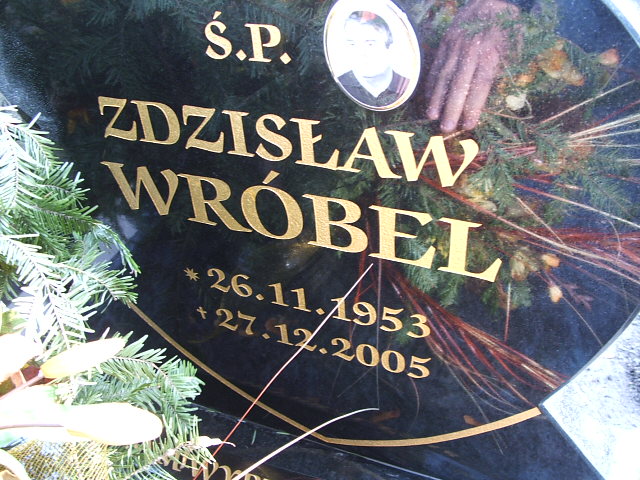 Ś.P.
ZDZISŁAW
WRÓBEL
* 26.11.1953
+ 27.12.2005